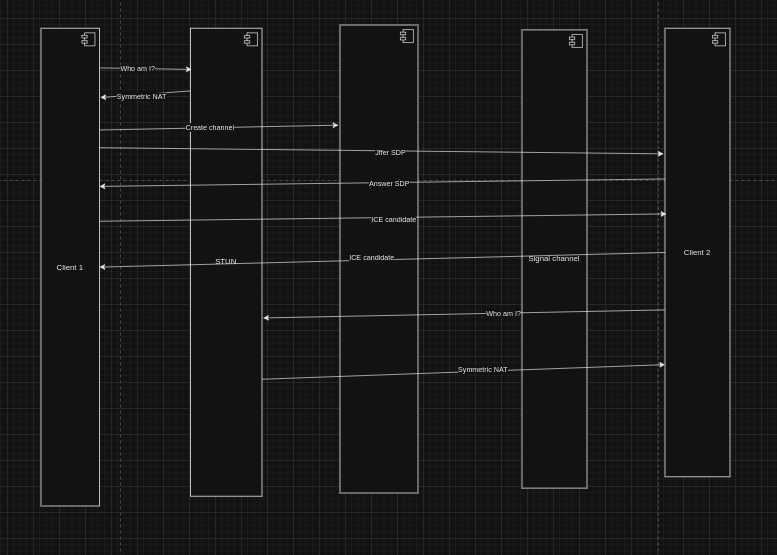 Who am I?
Symmetric NAT
Create channel
Jffer SDP
Answer SDP
ICE candidate
ICE candidate
Client 1
STUN
Signal channel
Client 2
Who am I?
Symmetric NAT